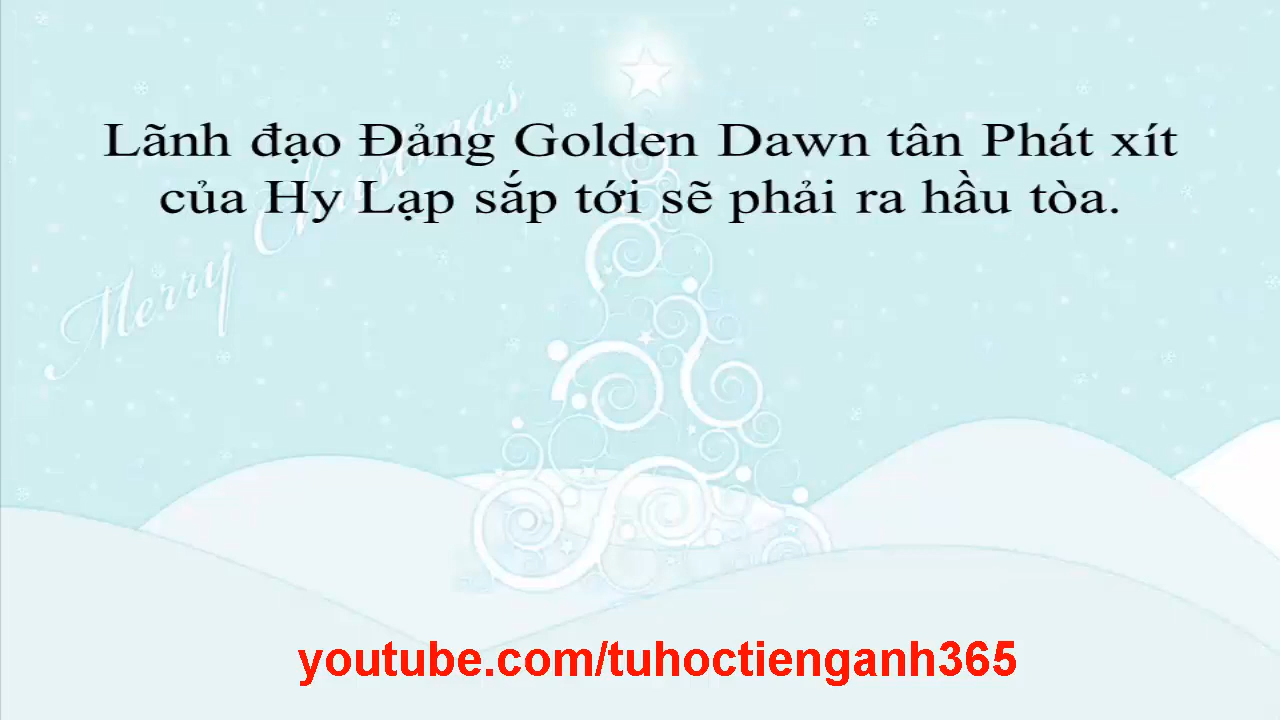 Merry Christmas
Lãnh đạo Đảng Golden Dawn tân Phát xít
của Hy Lạp sắp tới sẽ phải ra hầu tòa.
youtube.com/tuhoctienganh365